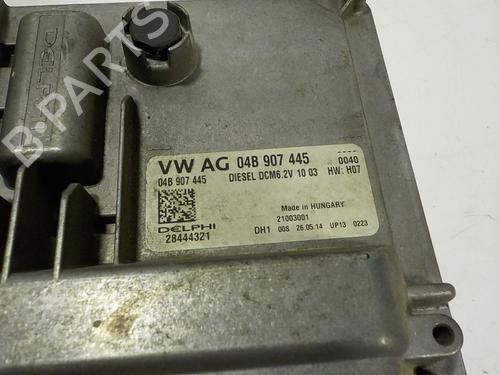 DELPHI
B-PARTS
VW AG 04B 907 445
04B 907 445 DIESEL DCM6.2V 10 03 0040 HW: H07
Made in HUNGARY
21003001
DELPHI
28444321
DH1 00S 26.05.14 UP13 0223